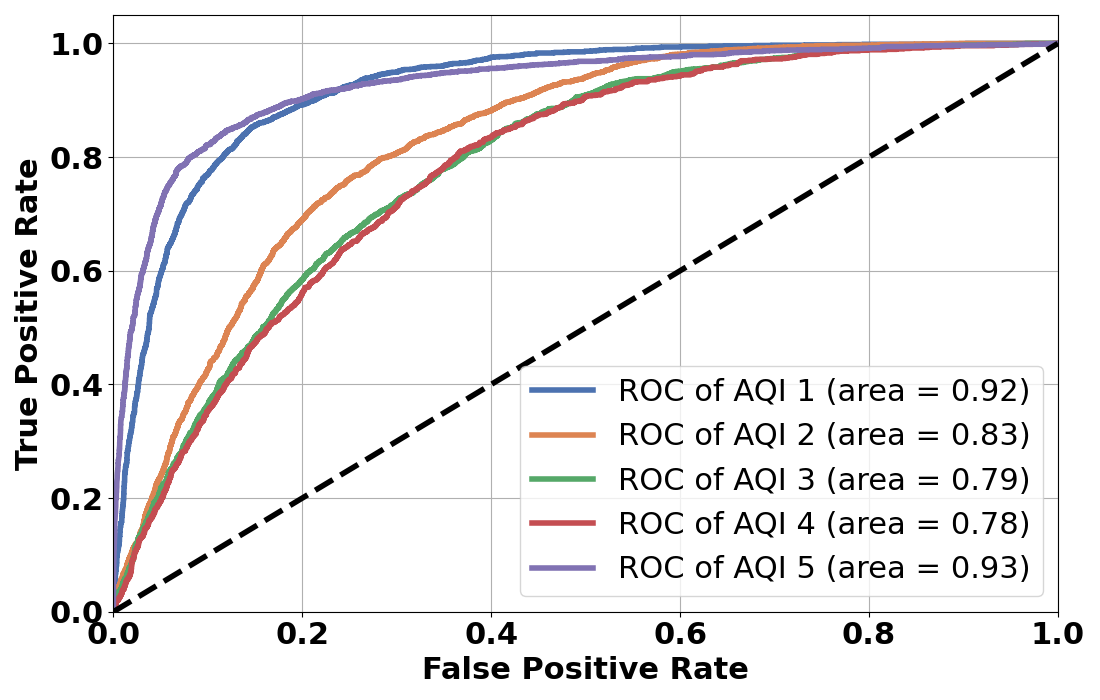 1.0
0.8
0.6
0.4
0.2
0.0
True Positive Rate
ROC of AQI 1 (area = 0.92)
ROC of AQI 2 (area = 0.83)
ROC of AQI 3 (area = 0.79)
ROC of AQI 4 (area = 0.78)
ROC of AQI 5 (area = 0.93)
0.0 0.2 0.4 0.6 0.8 1.0
False Positive Rate